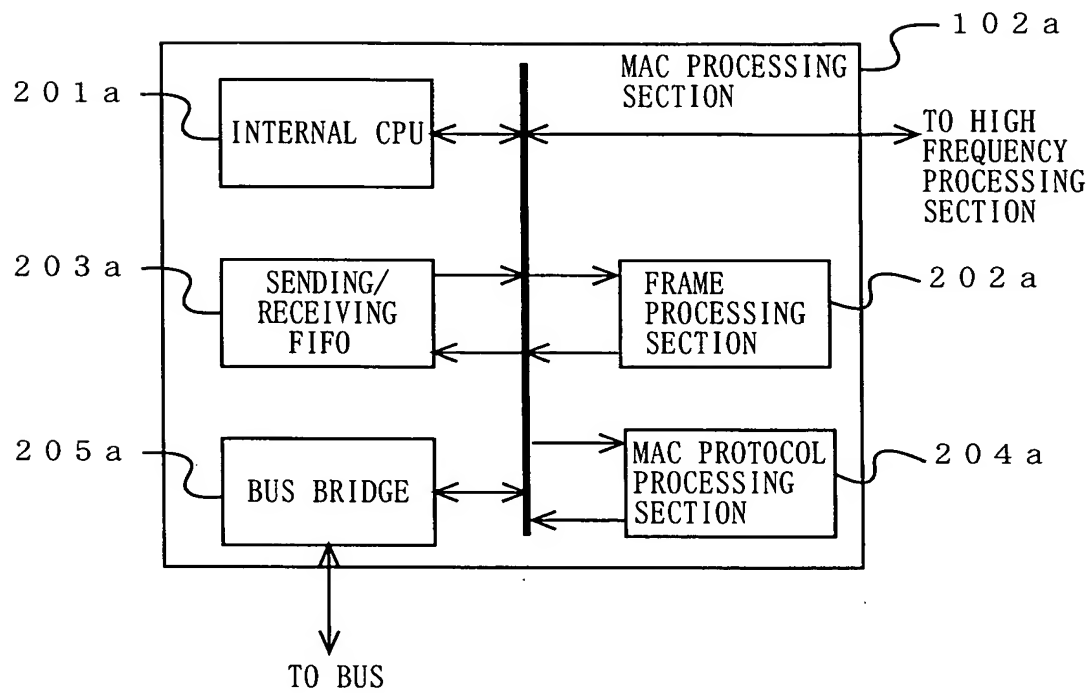 102a
MAC PROCESSING
SECTION
201a
INTERNAL CPU
TO HIGH
FREQUENCY
PROCESSING
SECTION
203a
SENDING/
RECEIVING
FIFO
FRAME
PROCESSING
SECTION
202a
205a
BUS BRIDGE
MAC PROTOCOL
PROCESSING
SECTION
204a
TO BUS